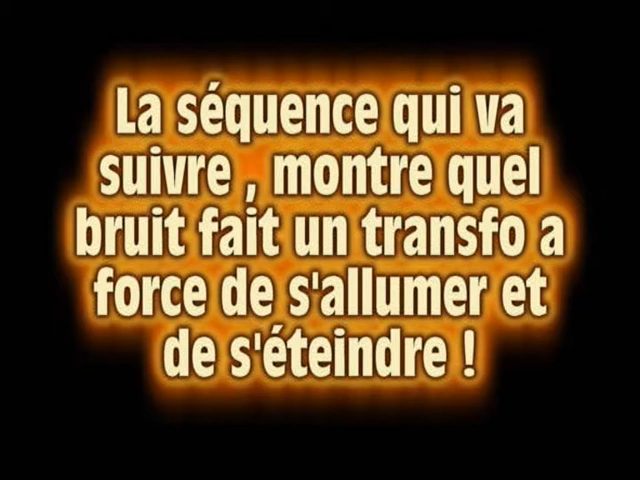 La séquence qui va
suivre , montre quel
bruit fait un transfo a
force de s'allumer et
de s'éteindre !